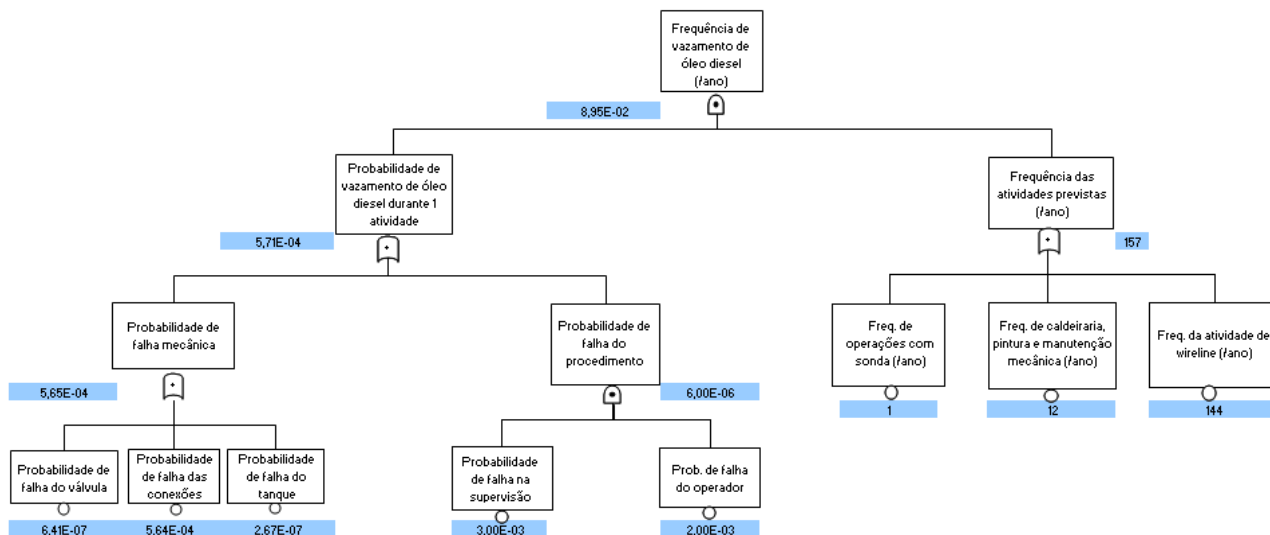 Frequência de
vazamento de
óleo diesel
(/ano)
8,95E-02
Probabilidade de
vazamento de óleo
diesel durante 1
atividade
5,71E-04
Frequência das
atividades previstas
(/ano)
157
Probabilidade de
falha mecânica
5,65E-04
Probabilidade de
falha do
procedimento
6,00E-06
Freq. de
operações com
sonda (/ano)
1
Freq. de caldeiraria,
pintura e manutenção
mecânica (/ano)
12
Freq. da atividade de
wireline (/ano)
144
Probabilidade de
falha do válvula
6,41E-07
Probabilidade
de falha das
conexões
5,64E-04
Probabilidade
de falha do
tanque
2,67E-07
Probabilidade
de falha na
supervisão
3,00E-03
Prob. de falha
do operador
2,00E-03